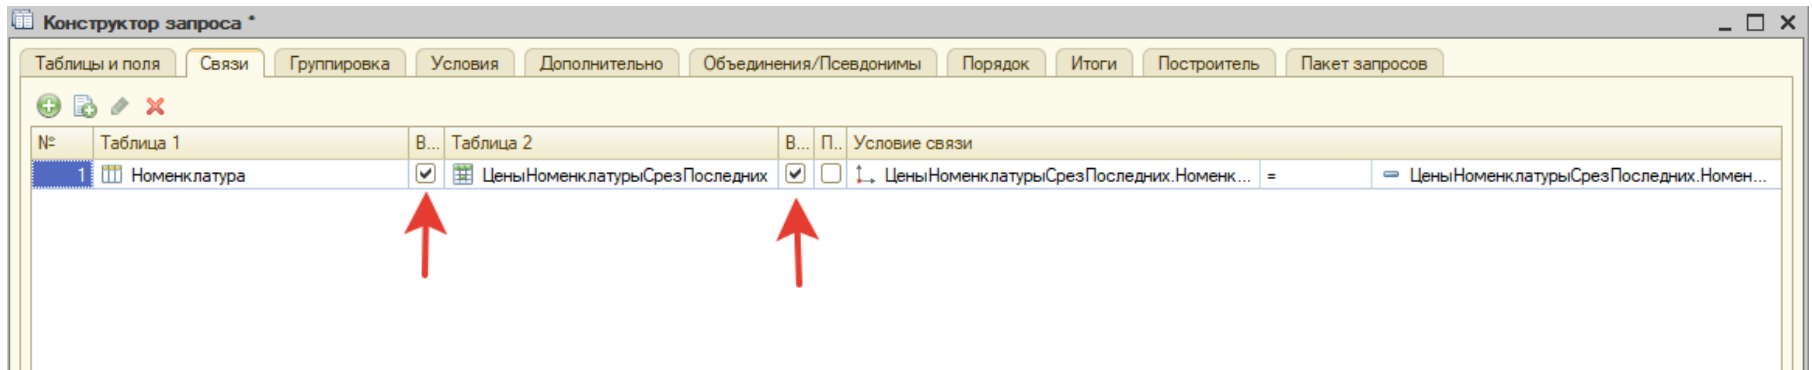 Конструктор запроса *
Таблицы и поля Связи Группировка Условия Дополнительно Объединения/Псевдонимы Порядок Итоги Построитель Пакет запросов
№ Таблица 1 В... Таблица 2 В... П... Условие связи
1 Номенклатура ЦеныНоменклатурыСрезПоследних ЦеныНоменклатурыСрезПоследних.Номенк... = ЦеныНоменклатурыСрезПоследних.Номен...